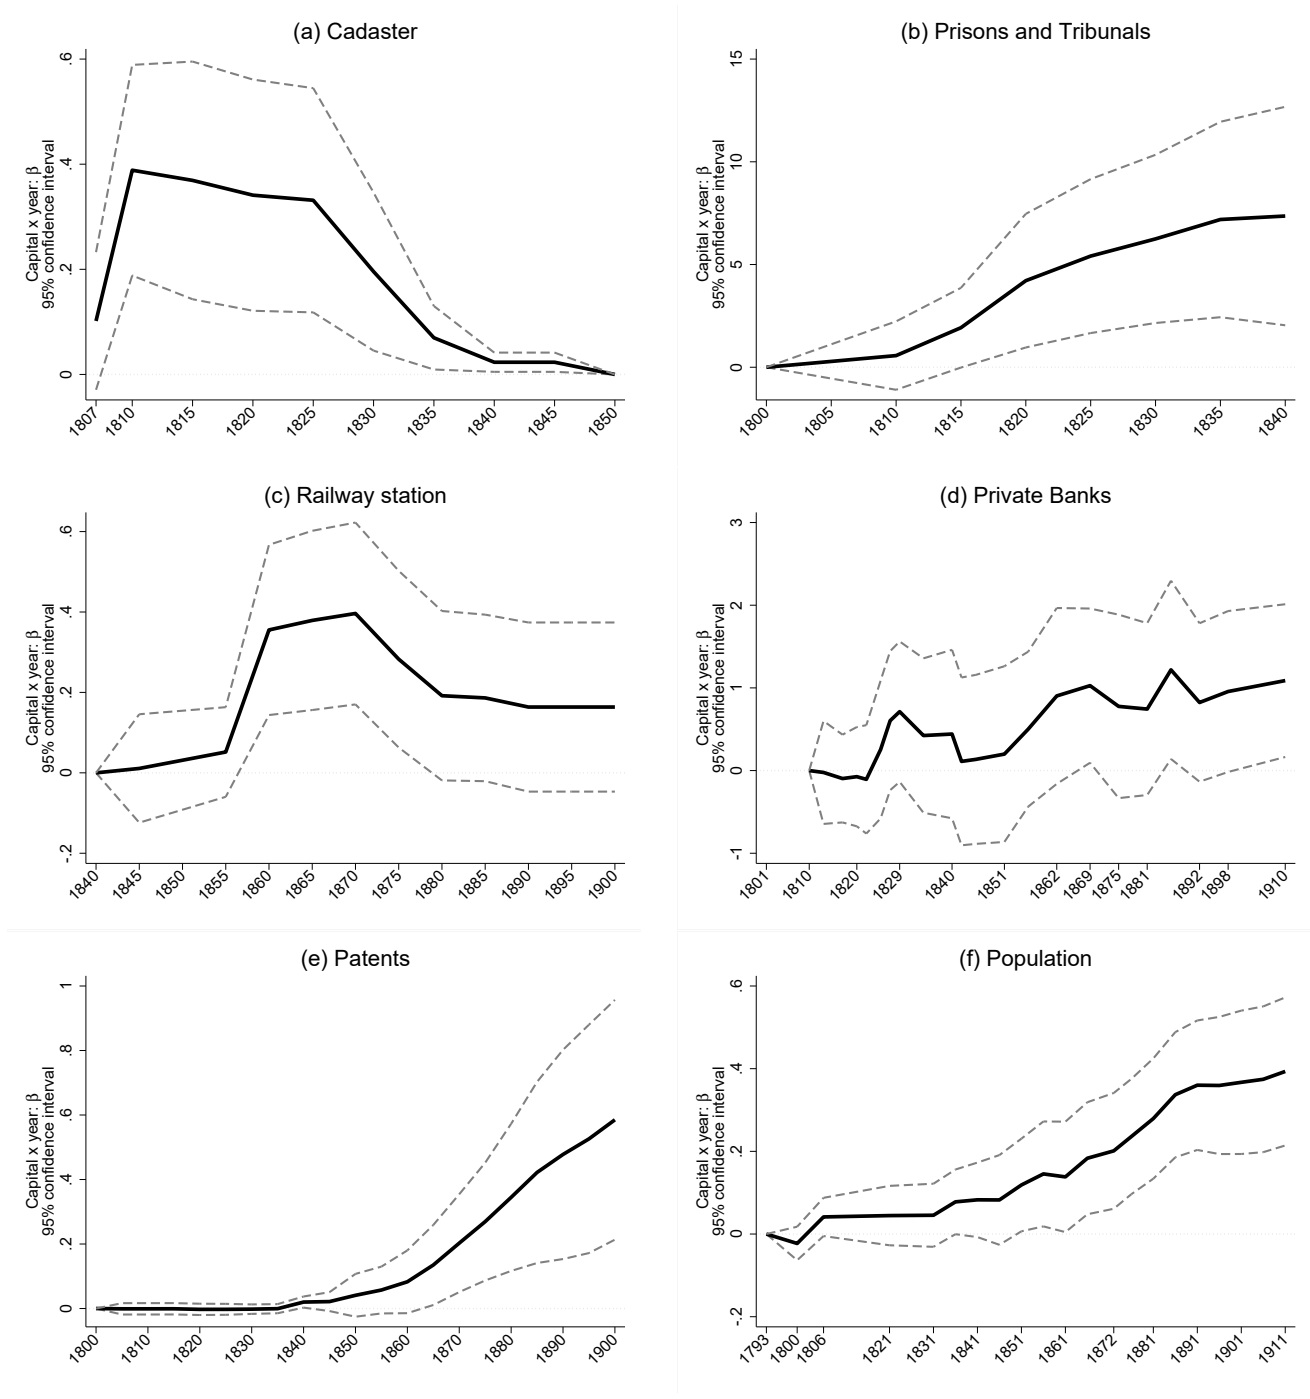 (a) Cadaster
Capital x year: β
95% confidence interval
.6
.4
.2
0
1807 1810 1815 1820 1825 1830 1835 1840 1845 1850
(b) Prisons and Tribunals
Capital x year: β
95% confidence interval
15
10
5
0
1800 1805 1810 1815 1820 1825 1830 1835 1840
(c) Railway station
Capital x year: β
95% confidence interval
.6
.4
.2
0
-.2
1840 1845 1850 1855 1860 1865 1870 1875 1880 1885 1890 1895 1900
(d) Private Banks
Capital x year: β
95% confidence interval
3
2
1
0
-1
1801 1810 1820 1829 1840 1851 1862 1869 1875 1881 1892 1898 1910
(e) Patents
Capital x year: β
95% confidence interval
1
.8
.6
.4
.2
0
1800 1810 1820 1830 1840 1850 1860 1870 1880 1890 1900
(f) Population
Capital x year: β
95% confidence interval
.6
.4
.2
0
-.2
1793 1800 1806 1821 1831 1841 1851 1861 1872 1881 1891 1901 1911